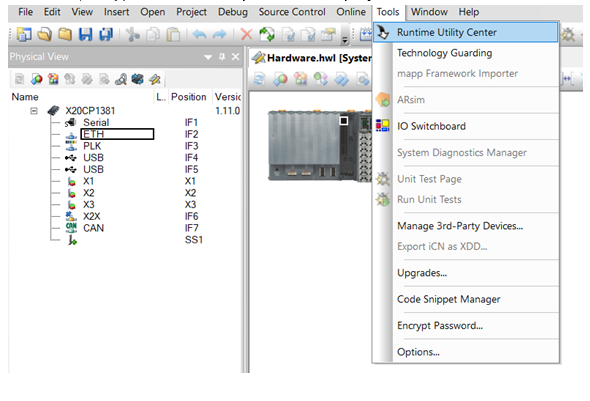 File Edit View Insert Open Project Debug Source Control Online Tools Window Help
Physical View
Hardware.hwl [System
Name L.. Position Versic
X20CP1381 1.11.0
Serial IF1
ETH IF2
PLK IF3
USB IF4
USB IF5
X1 X1
X2 X2
X3 X3
X2X IF6
CAN IF7
SS1
Runtime Utility Center
Technology Guarding
mapp Framework Importer
ARsim
IO Switchboard
System Diagnostics Manager
Unit Test Page
Run Unit Tests
Manage 3rd-Party Devices...
Export iCN as XDD...
Upgrades...
Code Snippet Manager
Encrypt Password...
Options...